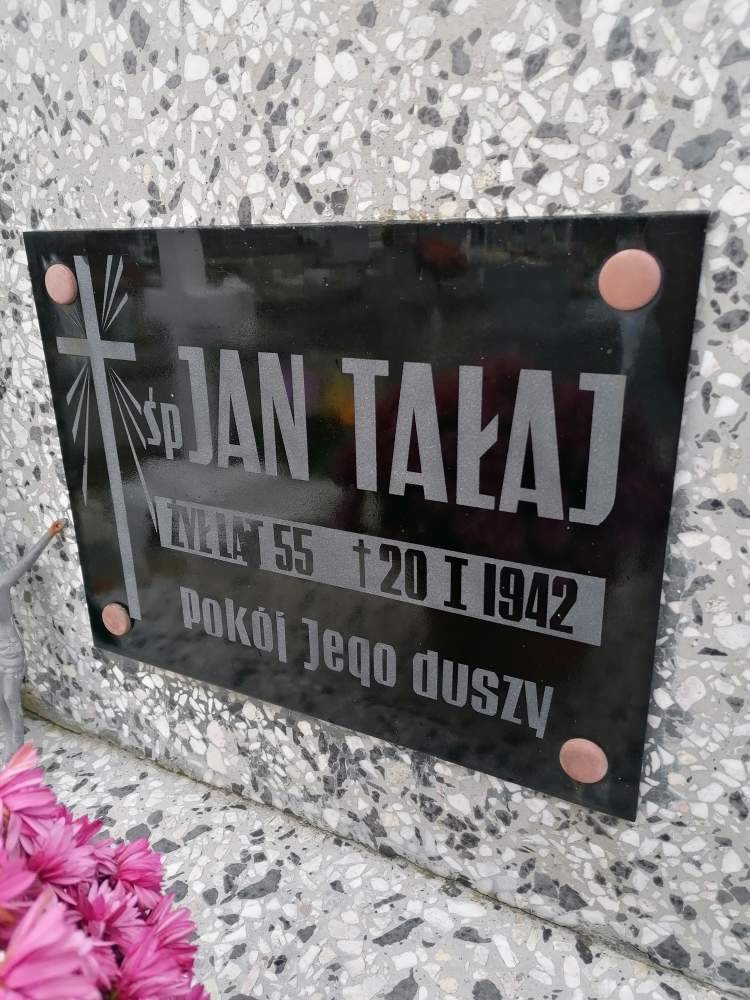 śp JAN TAŁAJ
ŻYŁ LAT 55 † 20 I 1942
pokój Jego duszy